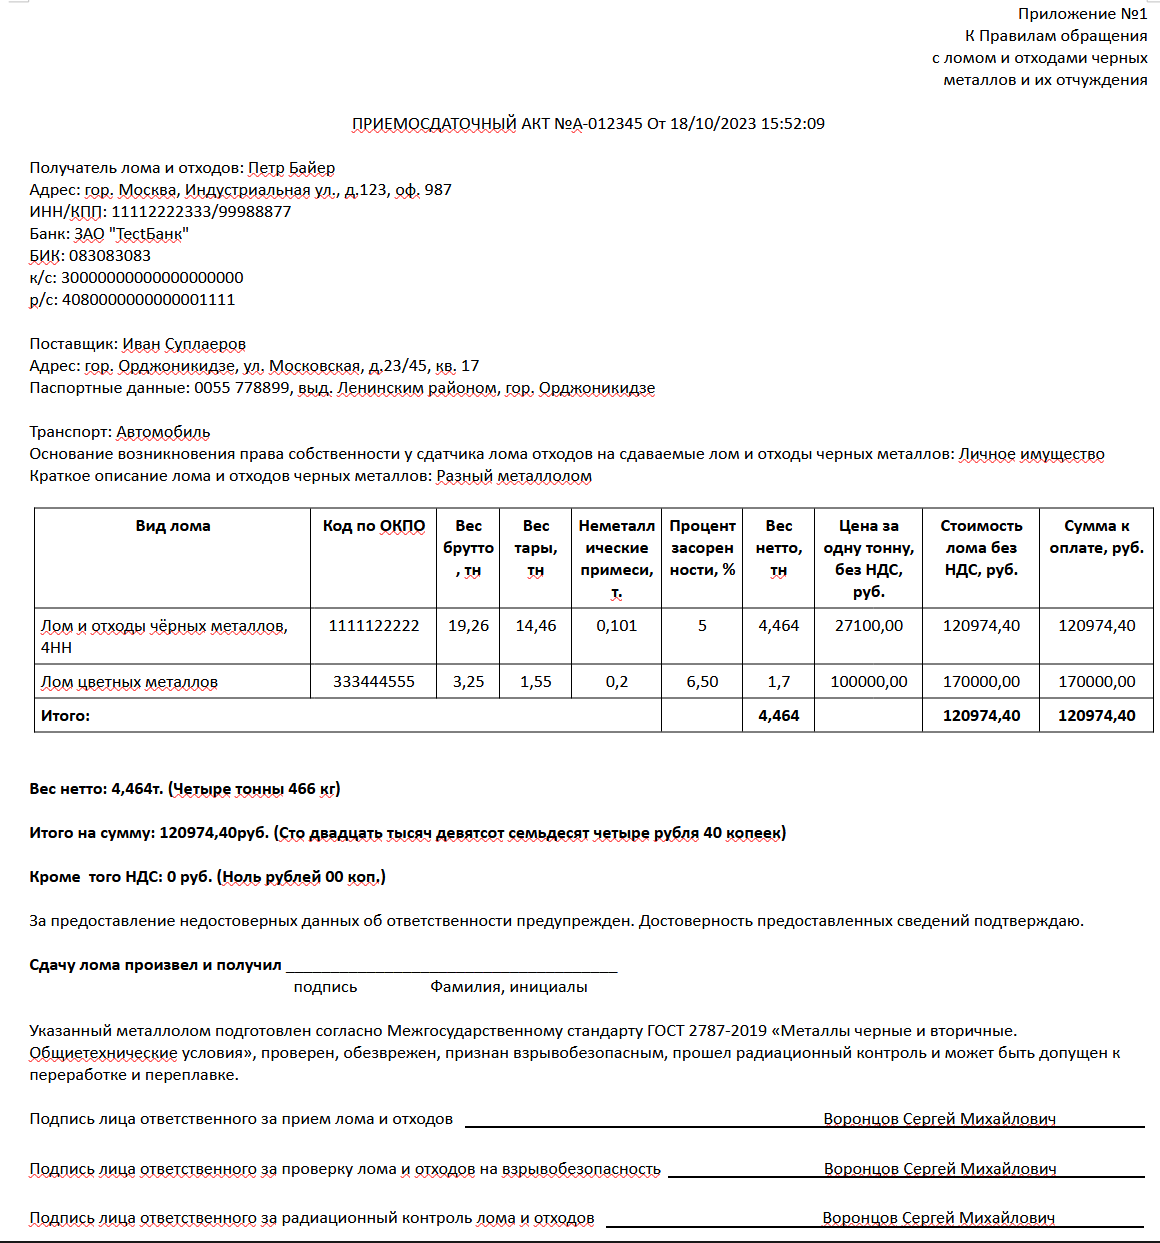 Приложение №1
К Правилам обращения
с ломом и отходами черных
металлов и их отчуждения
ПРИЕМОСДАТОЧНЫЙ АКТ №А-012345 От 18/10/2023 15:52:09
Получатель лома и отходов: Петр Байер
Адрес: гор. Москва, Индустриальная ул., д.123, оф. 987
ИНН/КПП: 11112222333/99988877
Банк: ЗАО "ТестБанк"
БИК: 083083083
к/с: 30000000000000000000
р/с: 4080000000000001111
Поставщик: Иван Суплаеров
Адрес: гор. Орджоникидзе, ул. Московская, д.23/45, кв. 17
Паспортные данные: 0055 778899, выд. Ленинским районом, гор. Орджоникидзе
Транспорт: Автомобиль
Основание возникновения права собственности у сдатчика лома отходов на сдаваемые лом и отходы черных металлов: Личное имущество
Краткое описание лома и отходов черных металлов: Разный металлолом
Вид лома Код по ОКПО Вес Вес Неметалл Процент Вес Цена за Стоимость Сумма к
брутто тары, ические засорен нетто, одну тонну, лома без оплате, руб.
, тн тн примеси, ности, % тн без НДС, НДС, руб.
т. руб.
Лом и отходы чёрных металлов, 1111122222 19,26 14,46 0,101 5 4,464 27100,00 120974,40 120974,40
4НН
Лом цветных металлов 333444555 3,25 1,55 0,2 6,50 1,7 100000,00 170000,00 170000,00
Итого: 4,464 120974,40 120974,40
Вес нетто: 4,464т. (Четыре тонны 466 кг)
Итого на сумму: 120974,40руб. (Сто двадцать тысяч девятсот семьдесят четыре рубля 40 копеек)
Кроме того НДС: 0 руб. (Ноль рублей 00 коп.)
За предоставление недостоверных данных об ответственности предупрежден. Достоверность предоставленных сведений подтверждаю.
Сдачу лома произвел и получил
подпись Фамилия, инициалы
Указанный металлолом подготовлен согласно Межгосударственному стандарту ГОСТ 2787-2019 «Металлы черные и вторичные.
Общиетехнические условия», проверен, обезврежен, признан взрывобезопасным, прошел радиационный контроль и может быть допущен к
переработке и переплавке.
Подпись лица ответственного за прием лома и отходов Воронцов Сергей Михайлович
Подпись лица ответственного за проверку лома и отходов на взрывобезопасность Воронцов Сергей Михайлович
Подпись лица ответственного за радиационный контроль лома и отходов Воронцов Сергей Михайлович